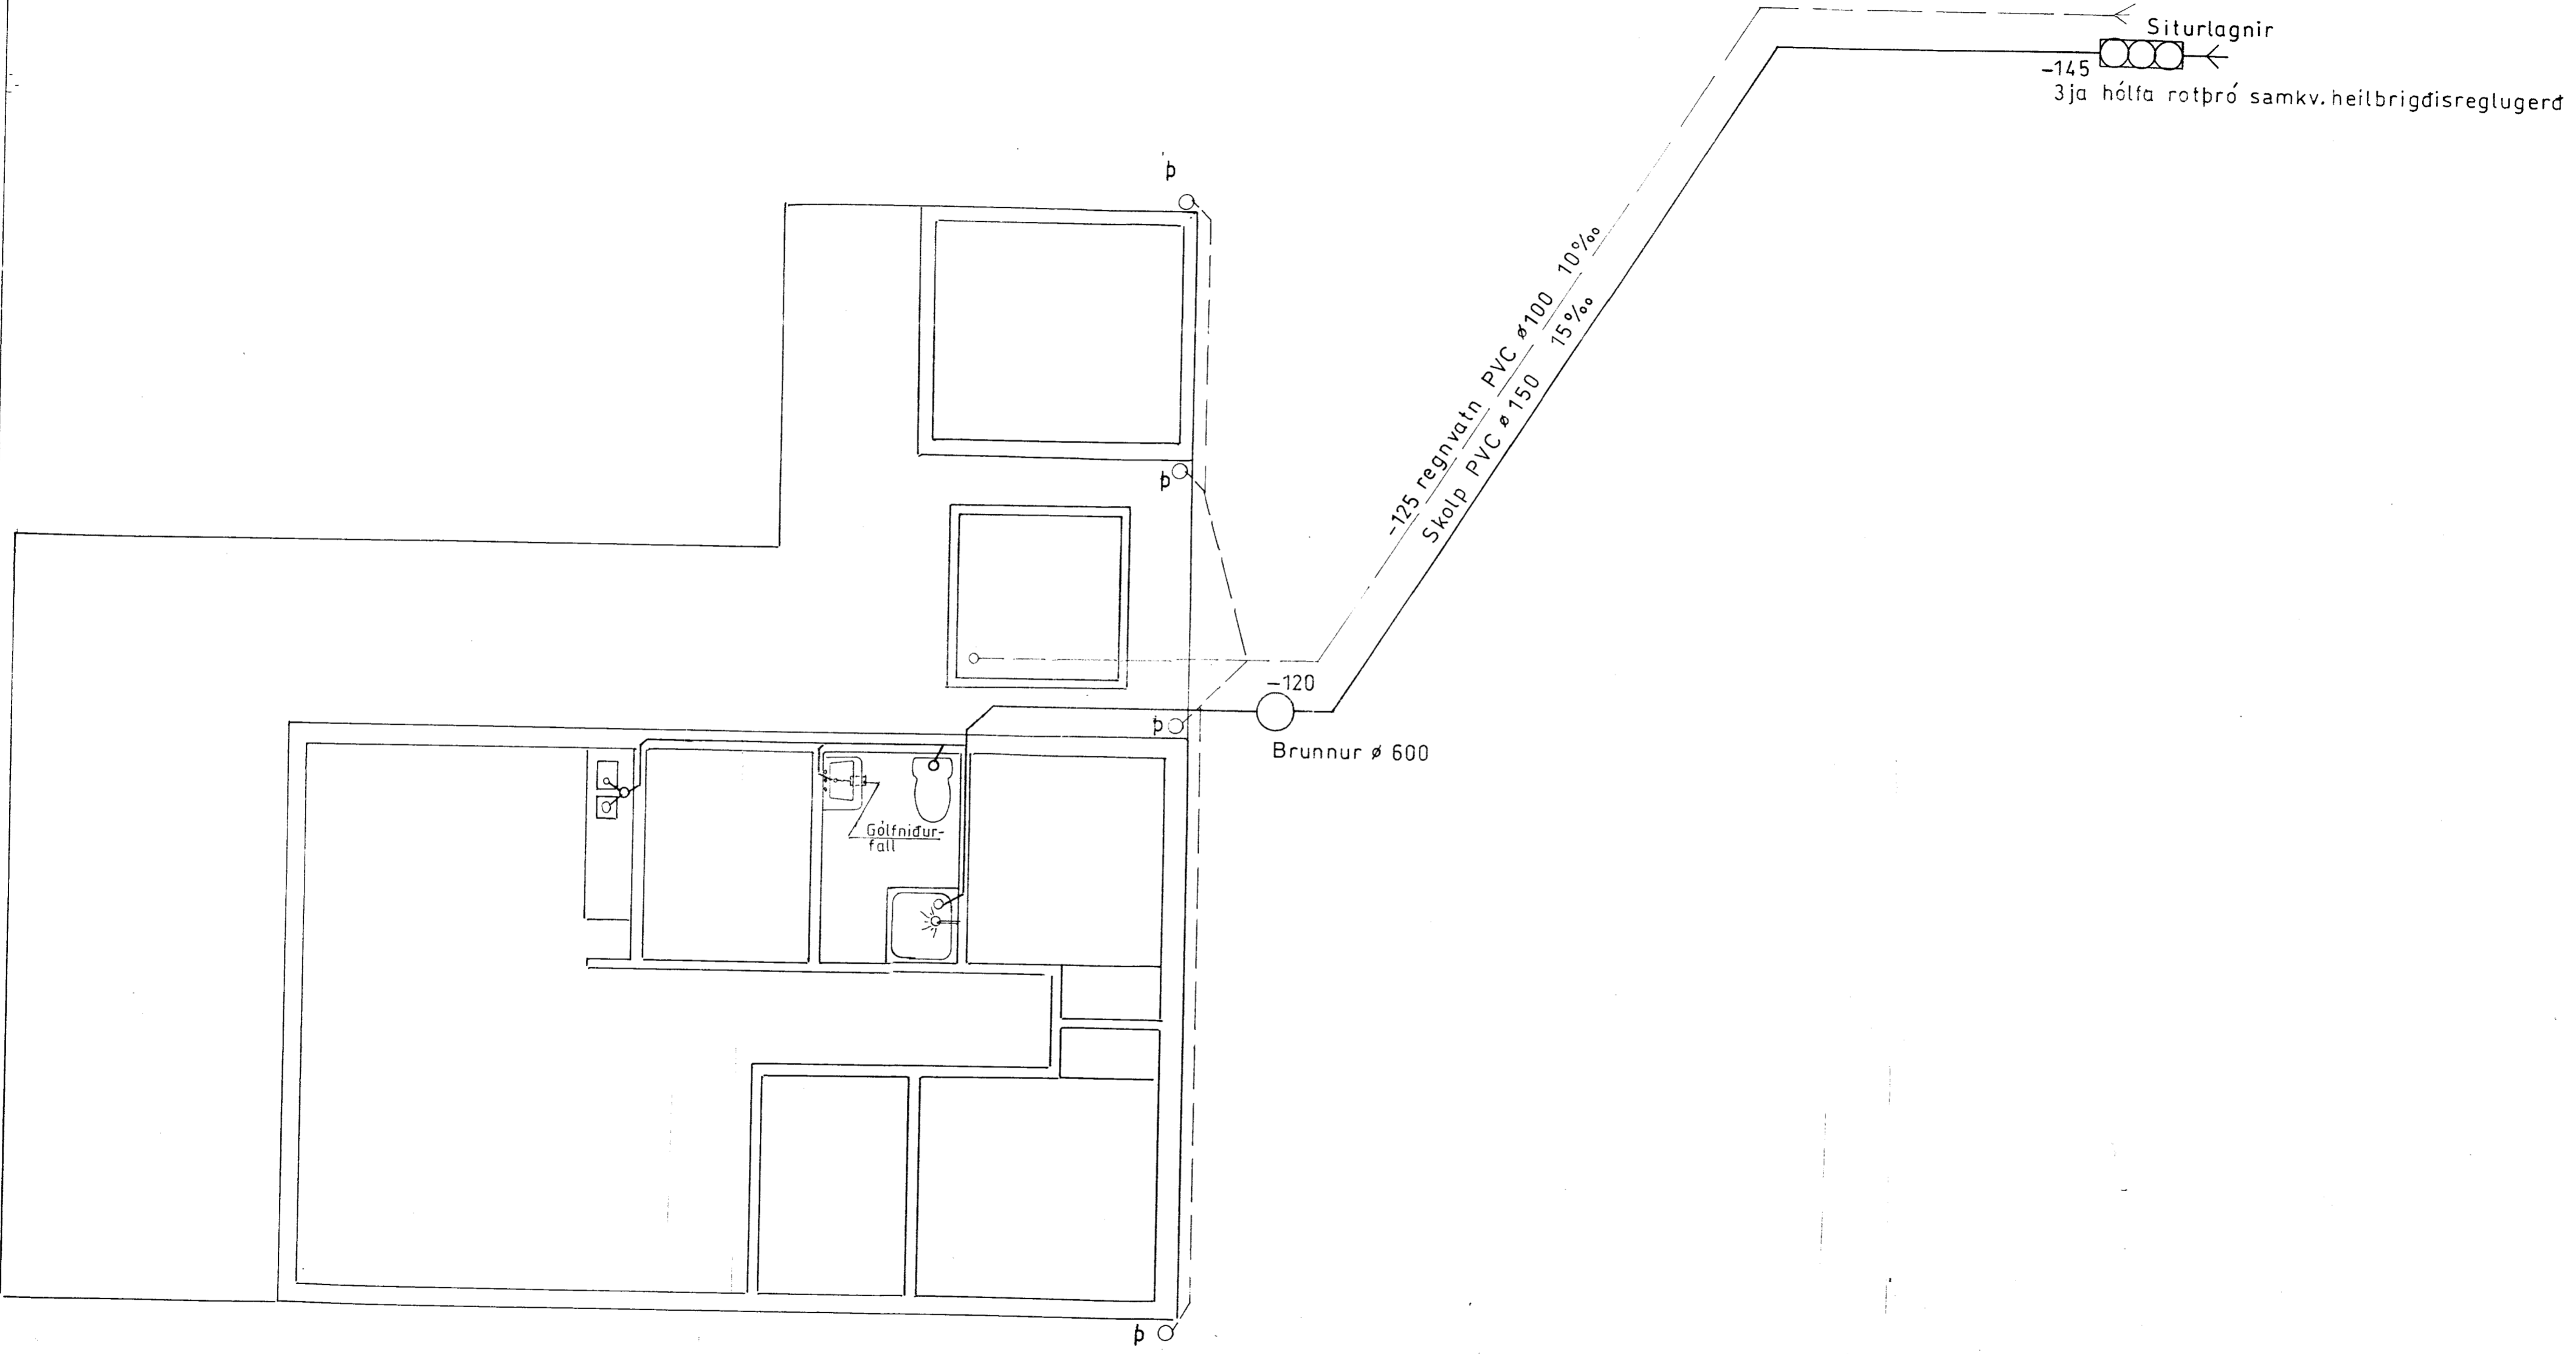 Siturlagnir
-145
3ja hólfa rotþró samkv. heilbrigðisreglugerð
þ
-125 regnvatn PVC ø100 10‰
Skolp PVC ø150 15‰
þ
-120
þ
Brunnur ø 600
Gólfniður-
fall
þ